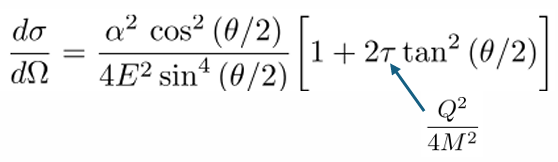 dσ/dΩ = α² cos² (θ/2) / 4E² sin⁴ (θ/2) [1 + 2τ tan² (θ/2)]
Q² / 4M²